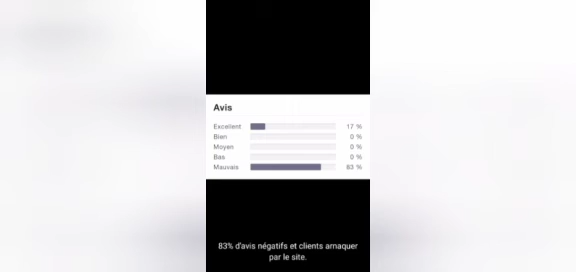 Avis
Excellent 17 %
Bien 0 %
Moyen 0 %
Bas 0 %
Mauvais 83 %
83% d'avis négatifs et clients arnaquer
par le site.